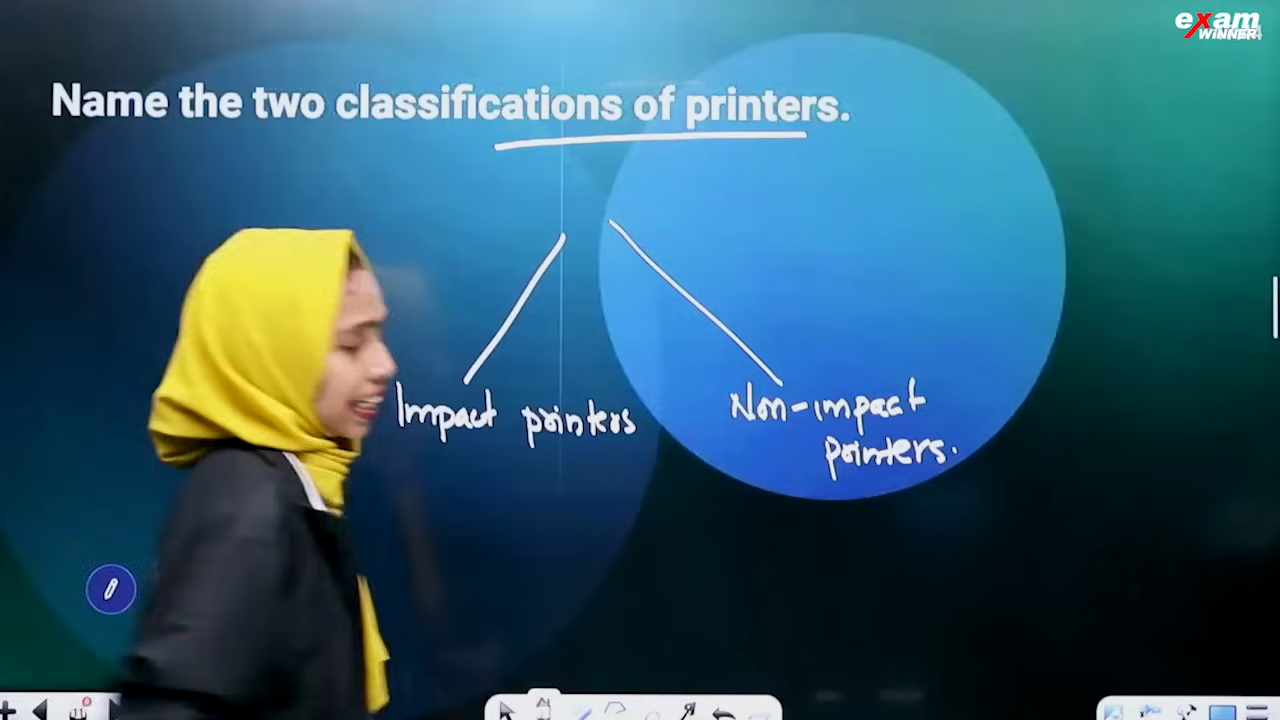 exam
WINNER
Name the two classifications of printers.
Impact printers
Non-impact
printers.